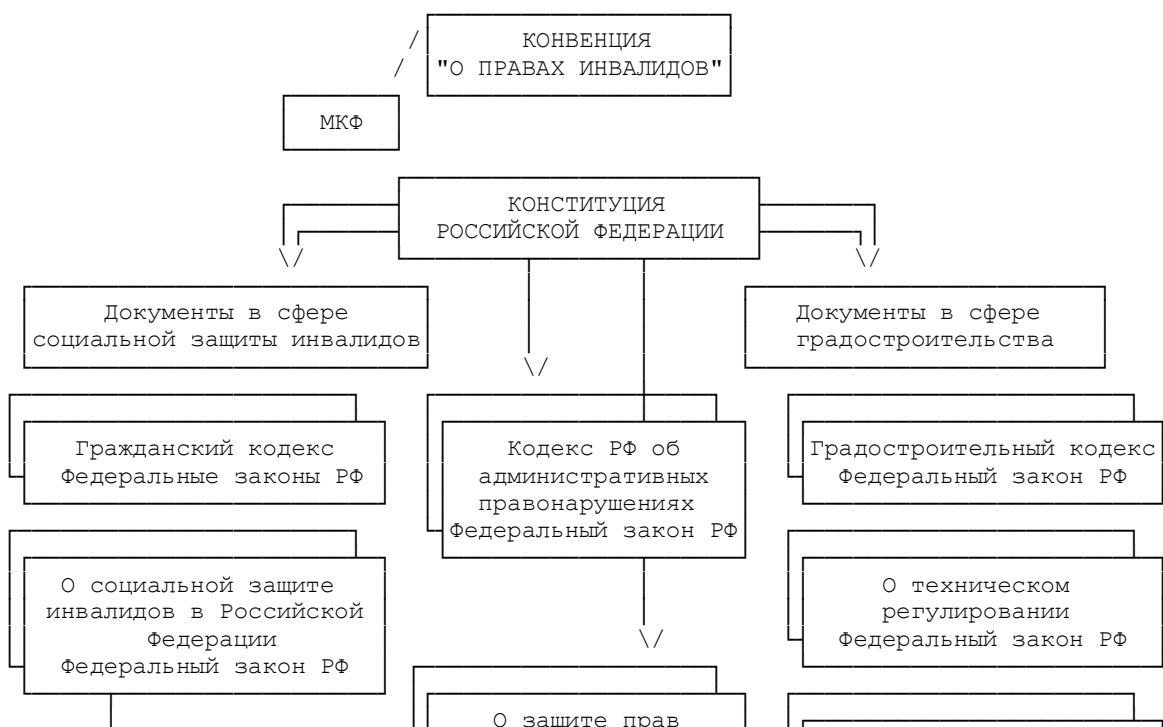 КОНВЕНЦИЯ
"О ПРАВАХ ИНВАЛИДОВ"
МКФ
КОНСТИТУЦИЯ
РОССИЙСКОЙ ФЕДЕРАЦИИ
Документы в сфере
социальной защиты инвалидов
Документы в сфере
градостроительства
Гражданский кодекс
Федеральные законы РФ
Кодекс РФ об
административных
правонарушениях
Федеральный закон РФ
Градостроительный кодекс
Федеральный закон РФ
О социальной защите
инвалидов в Российской
Федерации
Федеральный закон РФ
О техническом
регулировании
Федеральный закон РФ
О защите прав